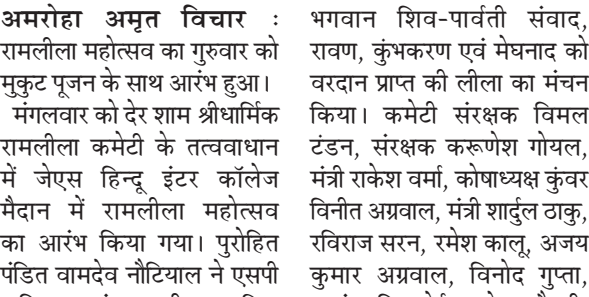 अमरोहा अमृत विचार :
रामलीला महोत्सव का गुरुवार को
मुकुट पूजन के साथ आरंभ हुआ।
मंगलवार को देर शाम श्रीधार्मिक
रामलीला कमेटी के तत्ववाधान
में जेएस हिन्दू इंटर कॉलेज
मैदान में रामलीला महोत्सव
का आरंभ किया गया। पुरोहित
पंडित वामदेव नौटियाल ने एसपी
भगवान शिव-पार्वती संवाद,
रावण, कुंभकरण एवं मेघनाद को
वरदान प्राप्त की लीला का मंचन
किया। कमेटी संरक्षक विमल
टंडन, संरक्षक करूणेश गोयल,
मंत्री राकेश वर्मा, कोषाध्यक्ष कुंवर
विनीत अग्रवाल, मंत्री शार्दुल ठाकु,
रविराज सरन, रमेश कालू, अजय
कुमार अग्रवाल, विनोद गुप्ता,